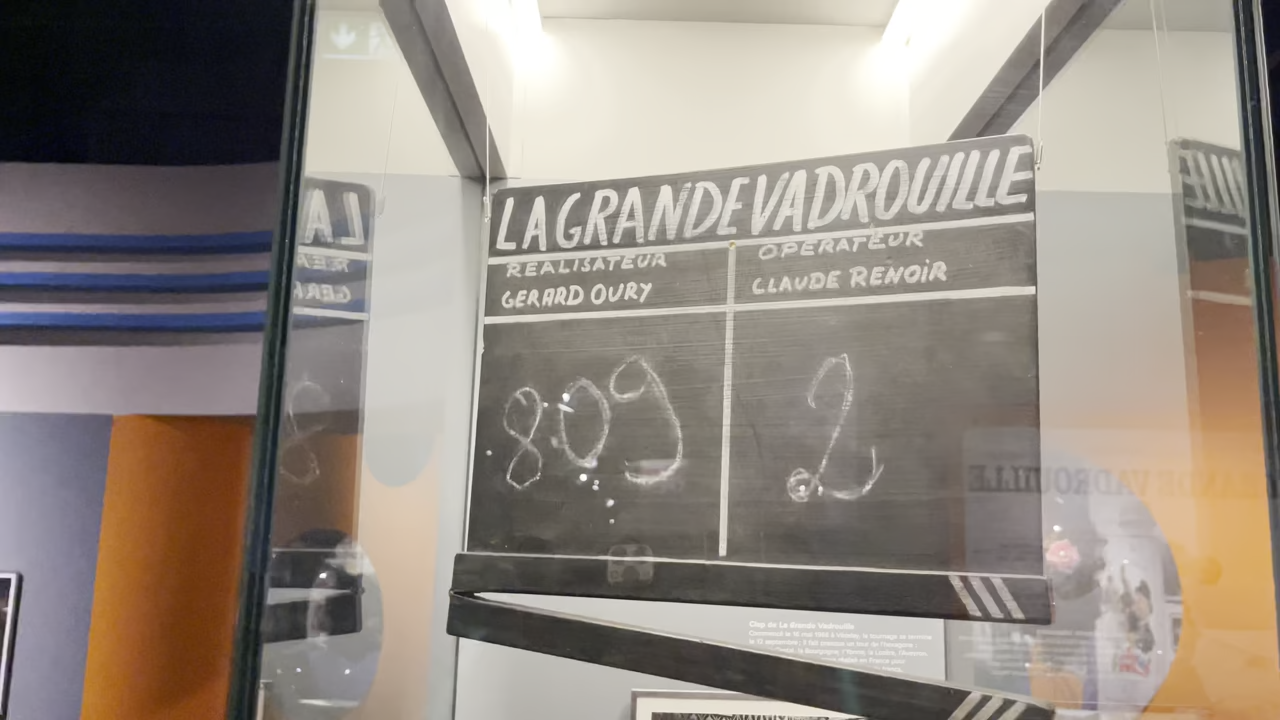 LA GRANDE VADROUILLE
REALISATEUR
GERARD OURY
OPERATEUR
CLAUDE RENOiR
809
2
Clap de La Grande Vadrouille